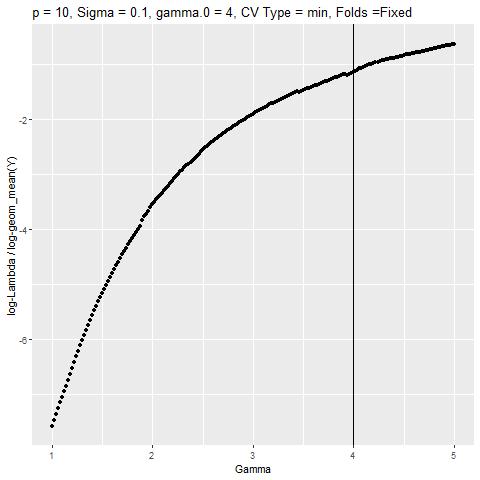 p = 10, Sigma = 0.1, gamma.0 = 4, CV Type = min, Folds =Fixed
log-Lambda / log-geom_mean(Y)
-2
-4
-6
1 2 3 4 5
Gamma